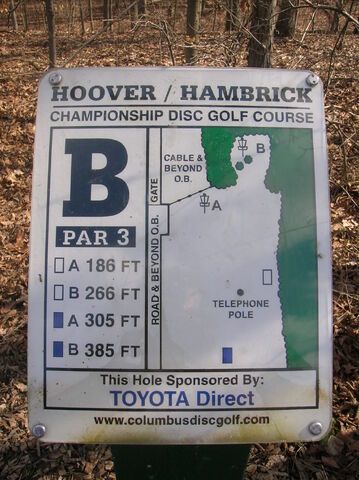 HOOVER / HAMBRICK
CHAMPIONSHIP DISC GOLF COURSE
B
PAR 3
A 186 FT
B 266 FT
A 305 FT
B 385 FT
ROAD & BEYOND O.B.
GATE
CABLE &
BEYOND
O.B.
B
A
TELEPHONE
POLE
This Hole Sponsored By:
TOYOTA Direct
www.columbusdiscgolf.com